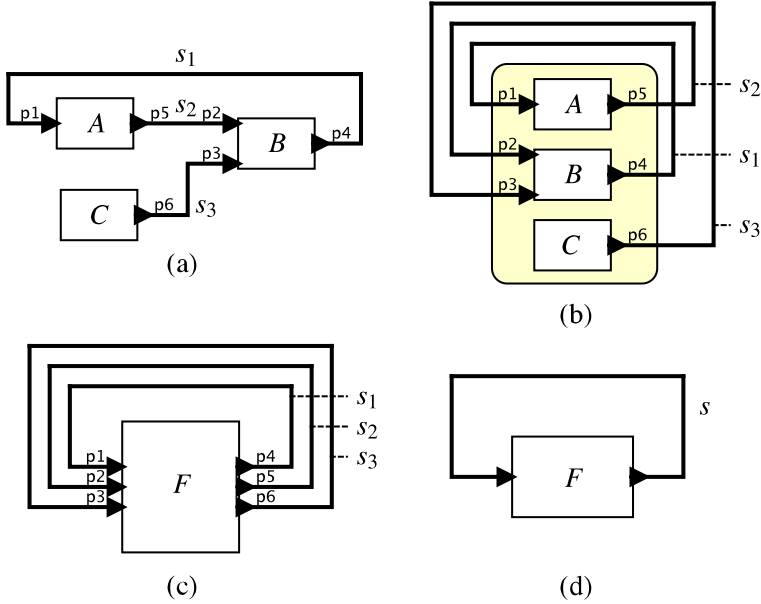 s1
p1 A p5 s2 p2 B p4
p3
C p6 s3
(a)
p1 A p5 s2
p2 B p4 s1
p3
C p6 s3
(b)
s1
s2
s3
p1 F p4
p2 p5
p3 p6
(c)
s
F
(d)